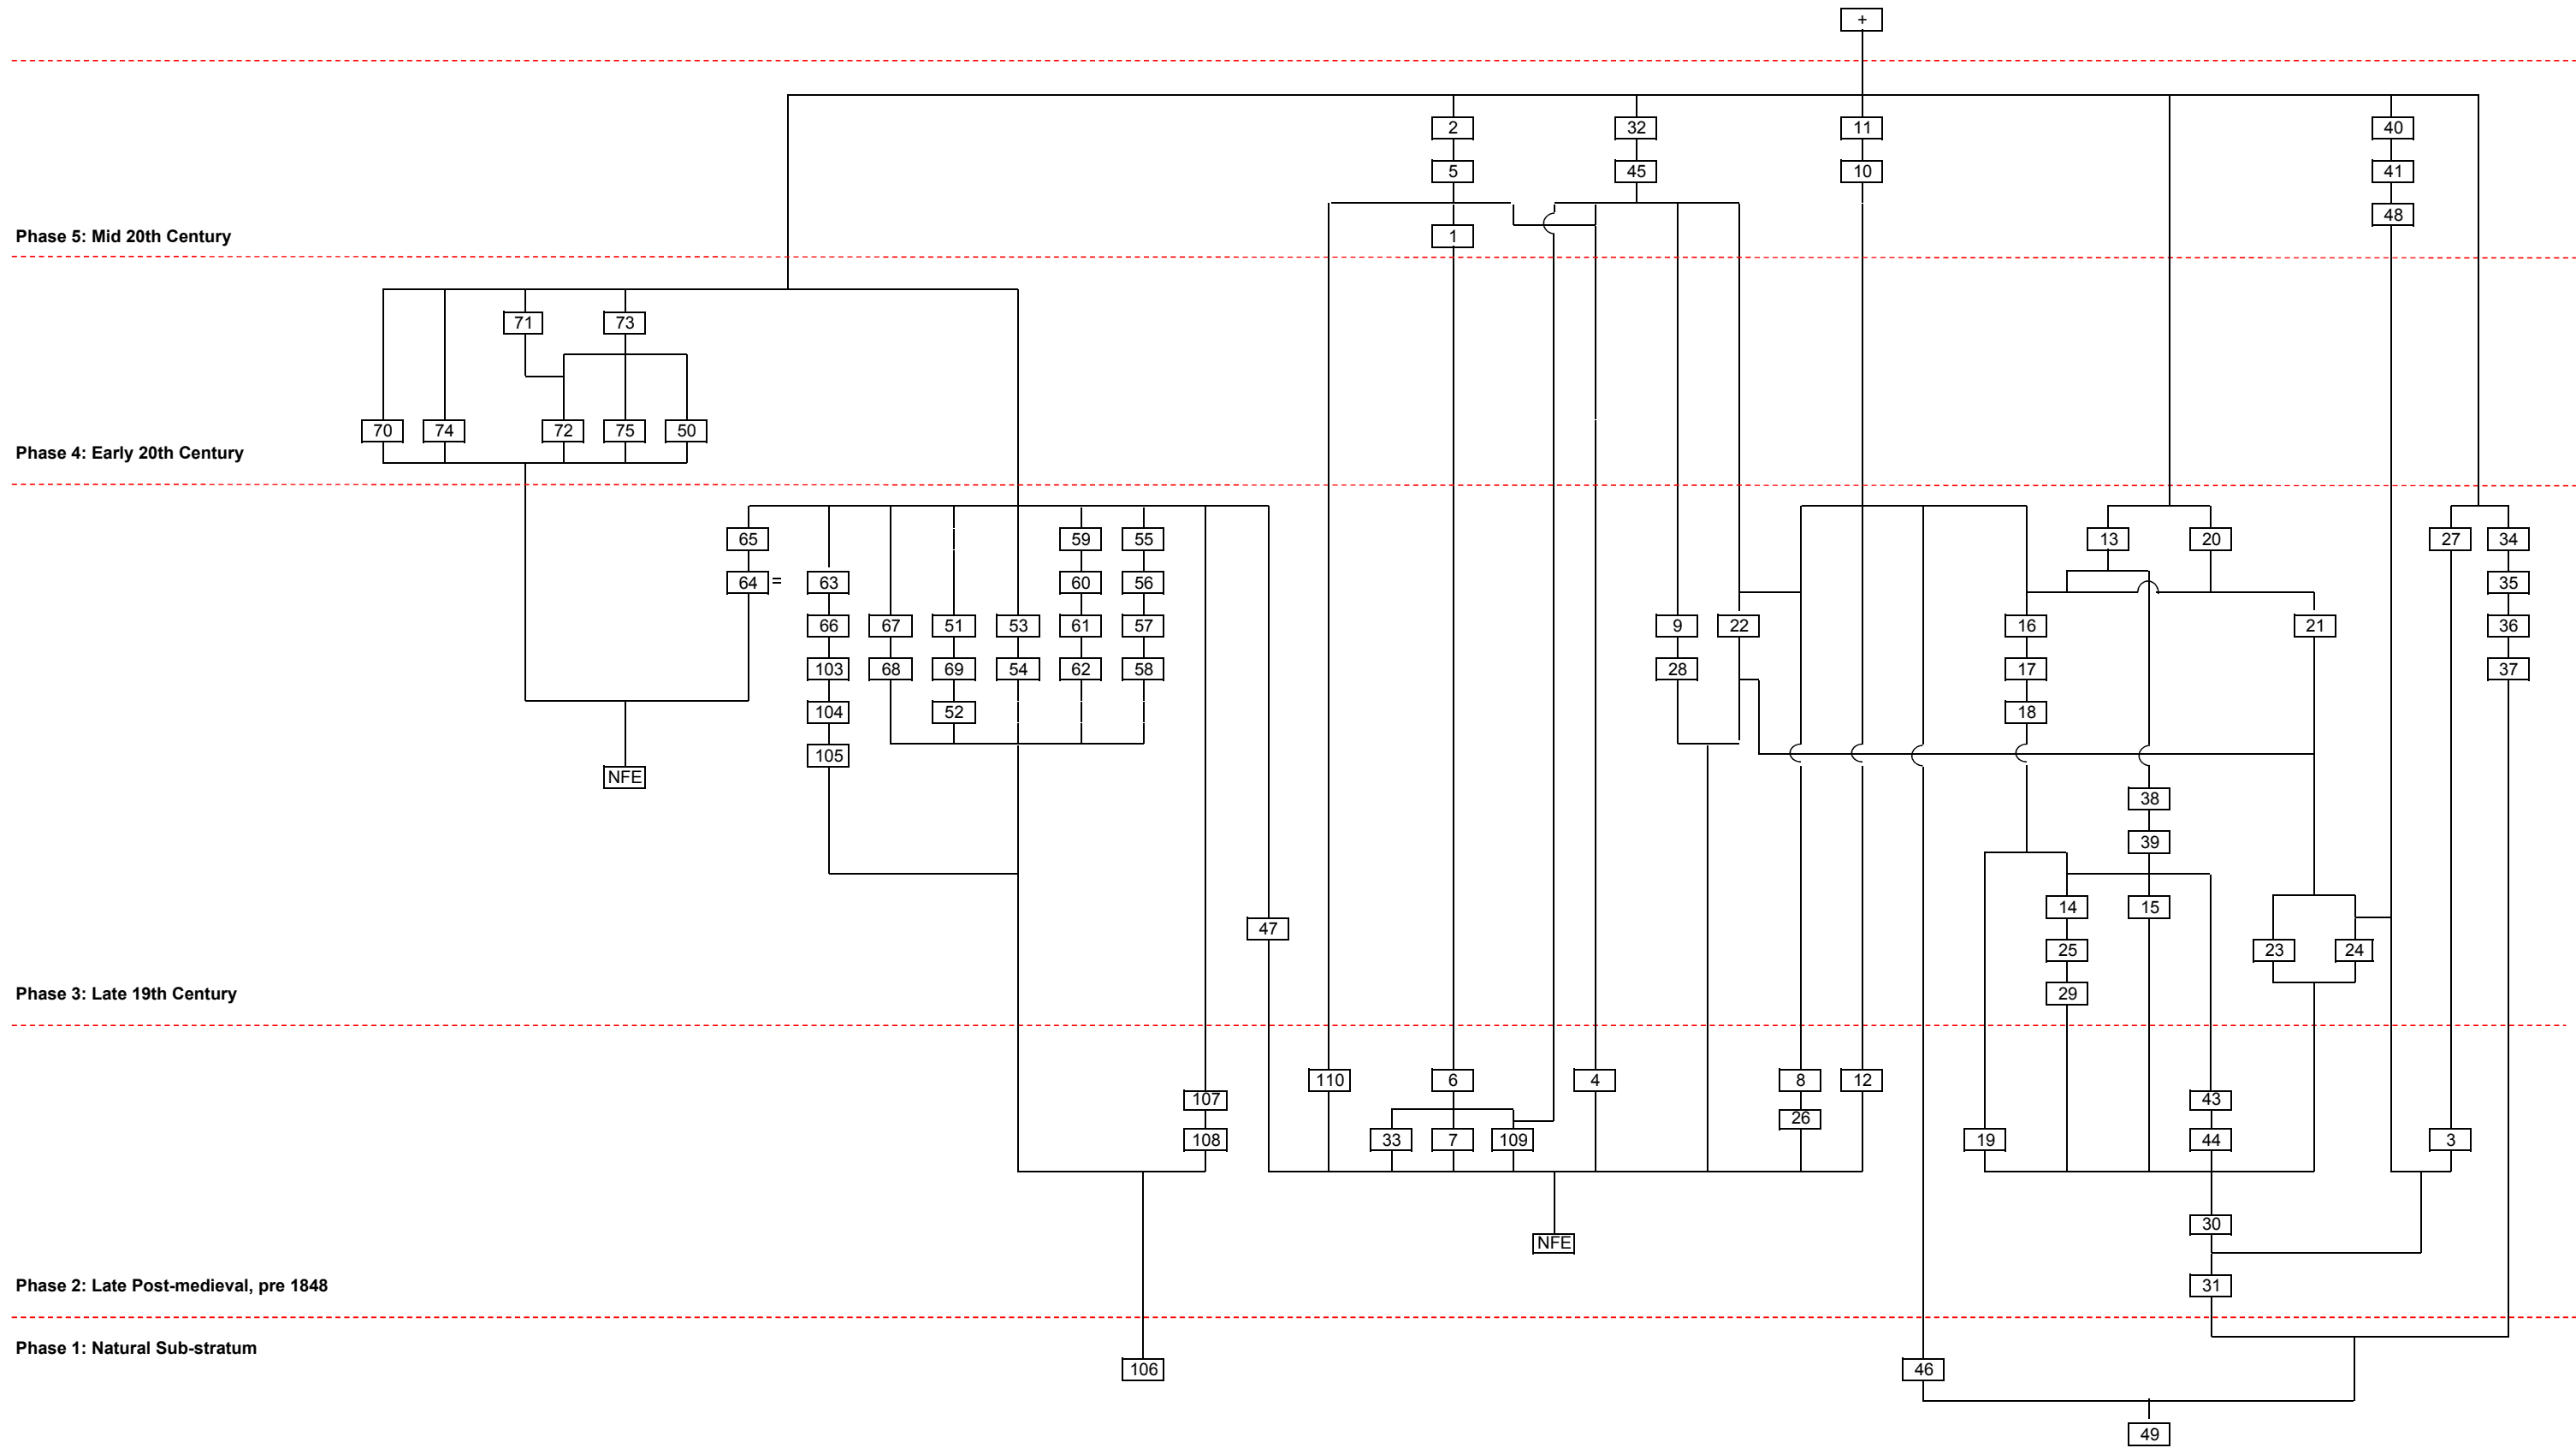 +
2 32 11 40
5 45 10 41
48
Phase 5: Mid 20th Century 1
71 73
70 74 72 75 50
Phase 4: Early 20th Century
65 59 55 13 20 27 34
64 = 63 60 56 35
66 67 51 53 61 57 9 22 16 21 36
103 68 69 54 62 58 28 17 37
104 52 18
105
NFE
38
39
14 15
47
25 23 24
Phase 3: Late 19th Century 29
110 6 4 8 12
107 43
26
108 33 7 109 19 44 3
30
NFE
Phase 2: Late Post-medieval, pre 1848 31
Phase 1: Natural Sub-stratum
106 46
49